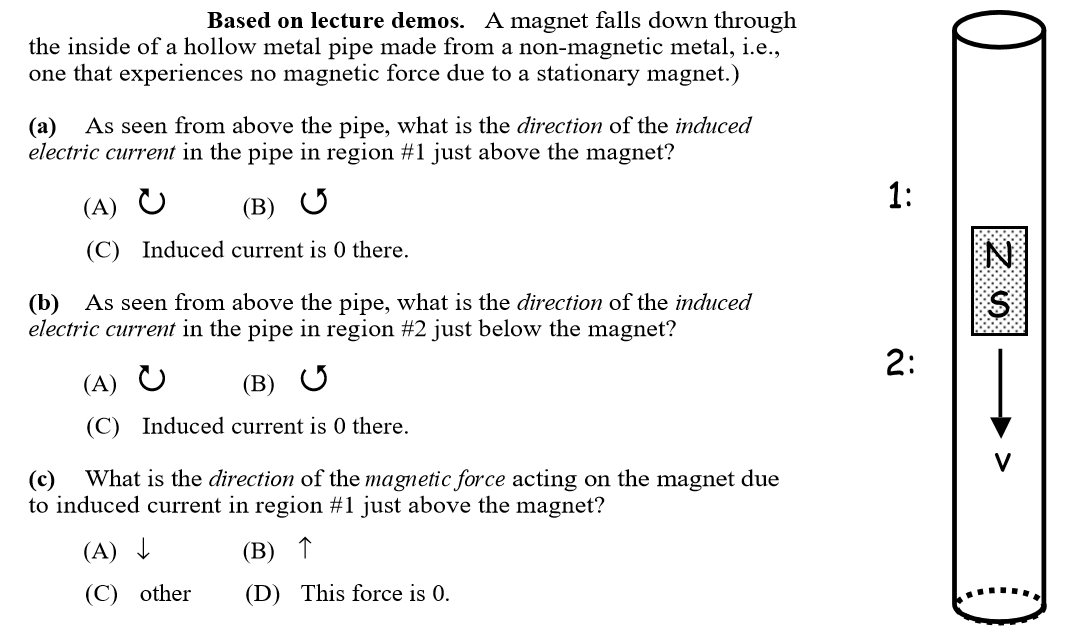 Based on lecture demos. A magnet falls down through
the inside of a hollow metal pipe made from a non-magnetic metal, i.e.,
one that experiences no magnetic force due to a stationary magnet.)
(a) As seen from above the pipe, what is the direction of the induced
electric current in the pipe in region #1 just above the magnet?
(A) ↻ (B) ↺
(C) Induced current is 0 there.
(b) As seen from above the pipe, what is the direction of the induced
electric current in the pipe in region #2 just below the magnet?
(A) ↻ (B) ↺
(C) Induced current is 0 there.
(c) What is the direction of the magnetic force acting on the magnet due
to induced current in region #1 just above the magnet?
(A) ↓ (B) ↑
(C) other (D) This force is 0.
1:
N
S
2:
v